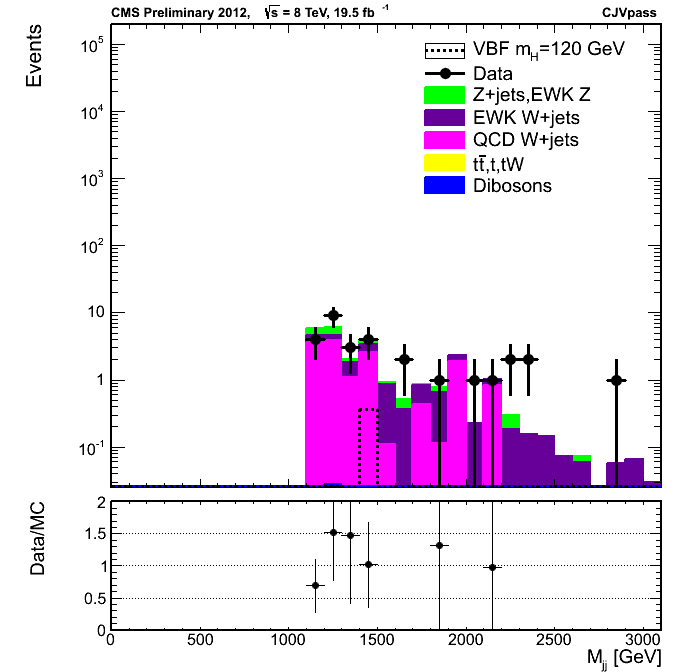 CMS Preliminary 2012, √s = 8 TeV, 19.5 fb⁻¹ CJVpass
Events
10⁵
10⁴
10³
10²
10
1
10⁻¹
VBF m_H=120 GeV
Data
Z+jets,EWK Z
EWK W+jets
QCD W+jets
tt̄,t,tW
Dibosons
Data/MC
2
1.5
1
0.5
0
0 500 1000 1500 2000 2500 3000
M_jj [GeV]